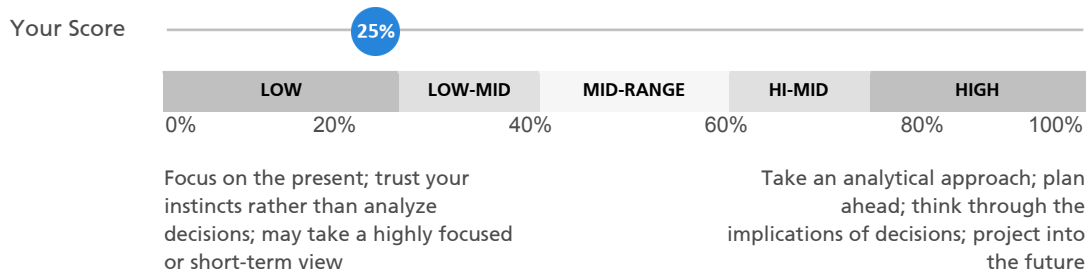 Your Score
25%
LOW LOW-MID MID-RANGE HI-MID HIGH
0% 20% 40% 60% 80% 100%
Focus on the present; trust your
instincts rather than analyze
decisions; may take a highly focused
or short-term view
Take an analytical approach; plan
ahead; think through the
implications of decisions; project into
the future